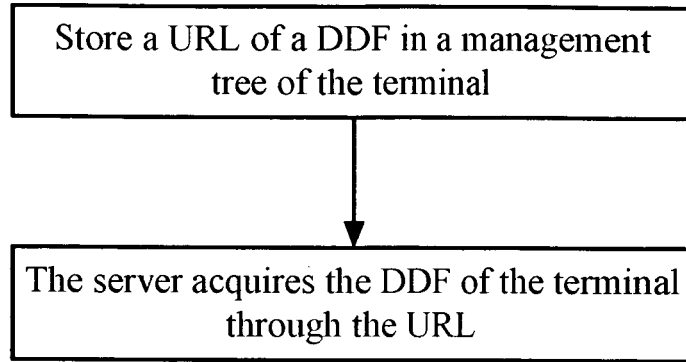 Store a URL of a DDF in a management
tree of the terminal
The server acquires the DDF of the terminal
through the URL